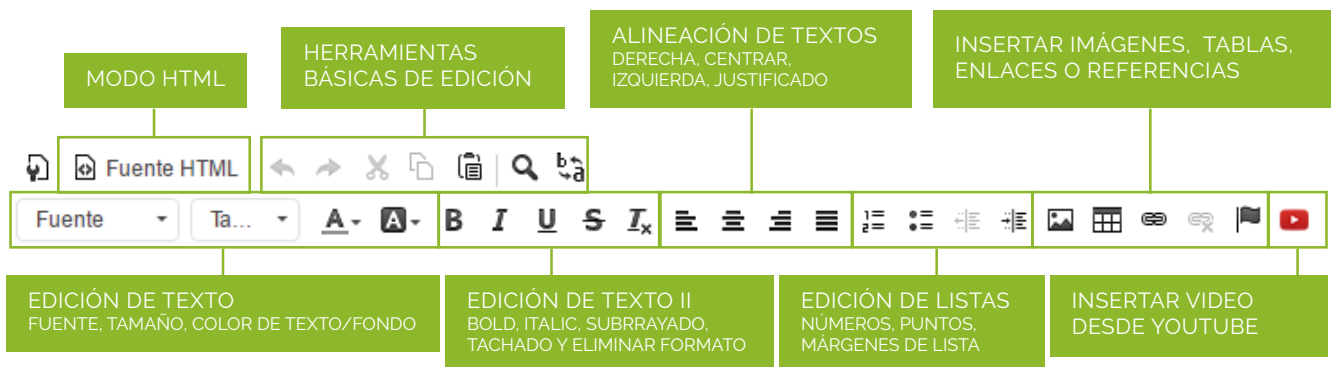 MODO HTML
HERRAMIENTAS
BÁSICAS DE EDICIÓN
ALINEACIÓN DE TEXTOS
DERECHA, CENTRAR,
IZQUIERDA, JUSTIFICADO
INSERTAR IMÁGENES, TABLAS,
ENLACES O REFERENCIAS
Fuente HTML
Fuente
Ta...
EDICIÓN DE TEXTO
FUENTE, TAMAÑO, COLOR DE TEXTO/FONDO
EDICIÓN DE TEXTO II
BOLD, ITALIC, SUBRRAYADO,
TACHADO Y ELIMINAR FORMATO
EDICIÓN DE LISTAS
NÚMEROS, PUNTOS,
MÁRGENES DE LISTA
INSERTAR VIDEO
DESDE YOUTUBE